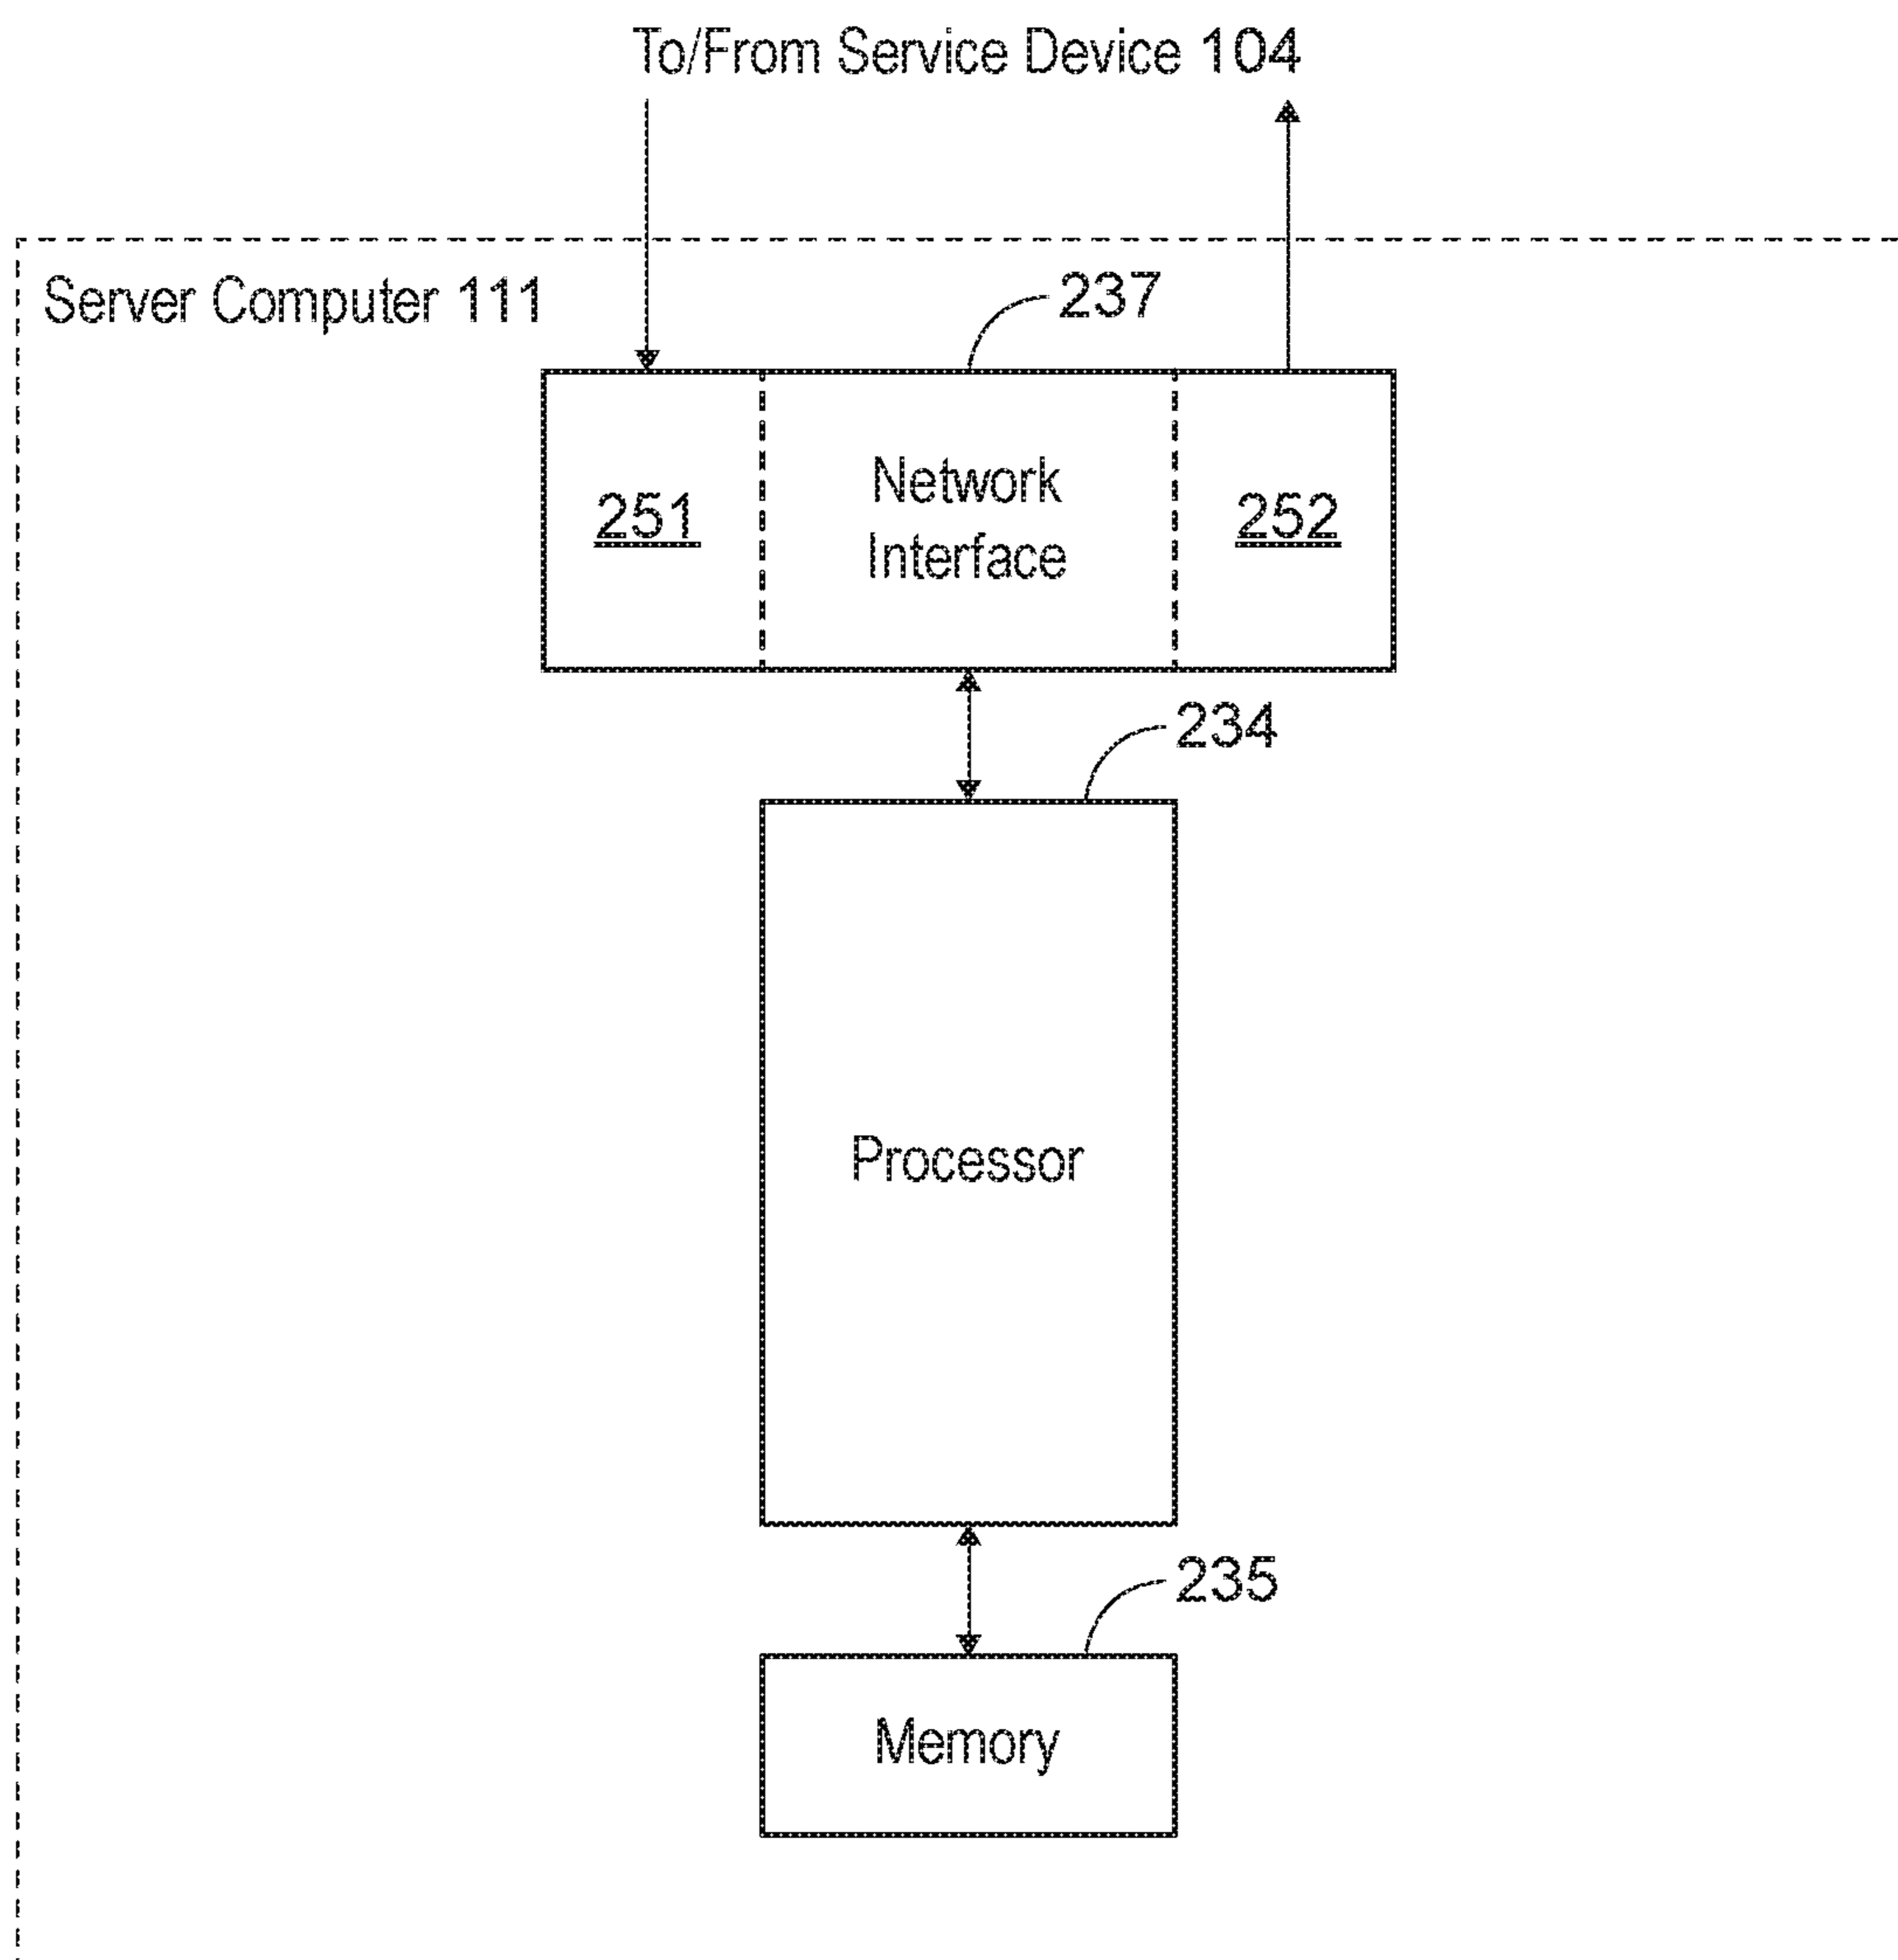 To/From Service Device 104
Server Computer 111
237
251
Network
Interface
252
234
Processor
235
Memory